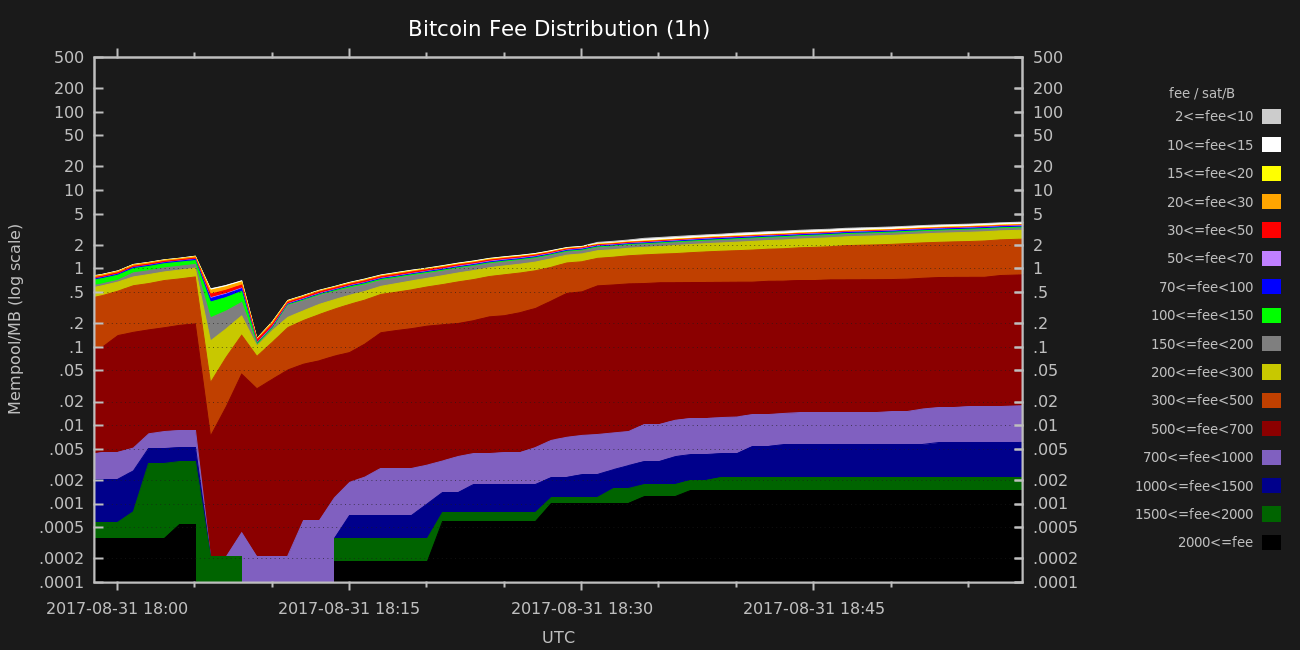 Bitcoin Fee Distribution (1h)
500
200
100
50
20
10
5
2
1
.5
.2
.1
.05
.02
.01
.005
.002
.001
.0005
.0002
.0001
Mempool/MB (log scale)
500
200
100
50
20
10
5
2
1
.5
.2
.1
.05
.02
.01
.005
.002
.001
.0005
.0002
.0001
2017-08-31 18:00 2017-08-31 18:15 2017-08-31 18:30 2017-08-31 18:45
UTC
fee / sat/B
2<=fee<10
10<=fee<15
15<=fee<20
20<=fee<30
30<=fee<50
50<=fee<70
70<=fee<100
100<=fee<150
150<=fee<200
200<=fee<300
300<=fee<500
500<=fee<700
700<=fee<1000
1000<=fee<1500
1500<=fee<2000
2000<=fee